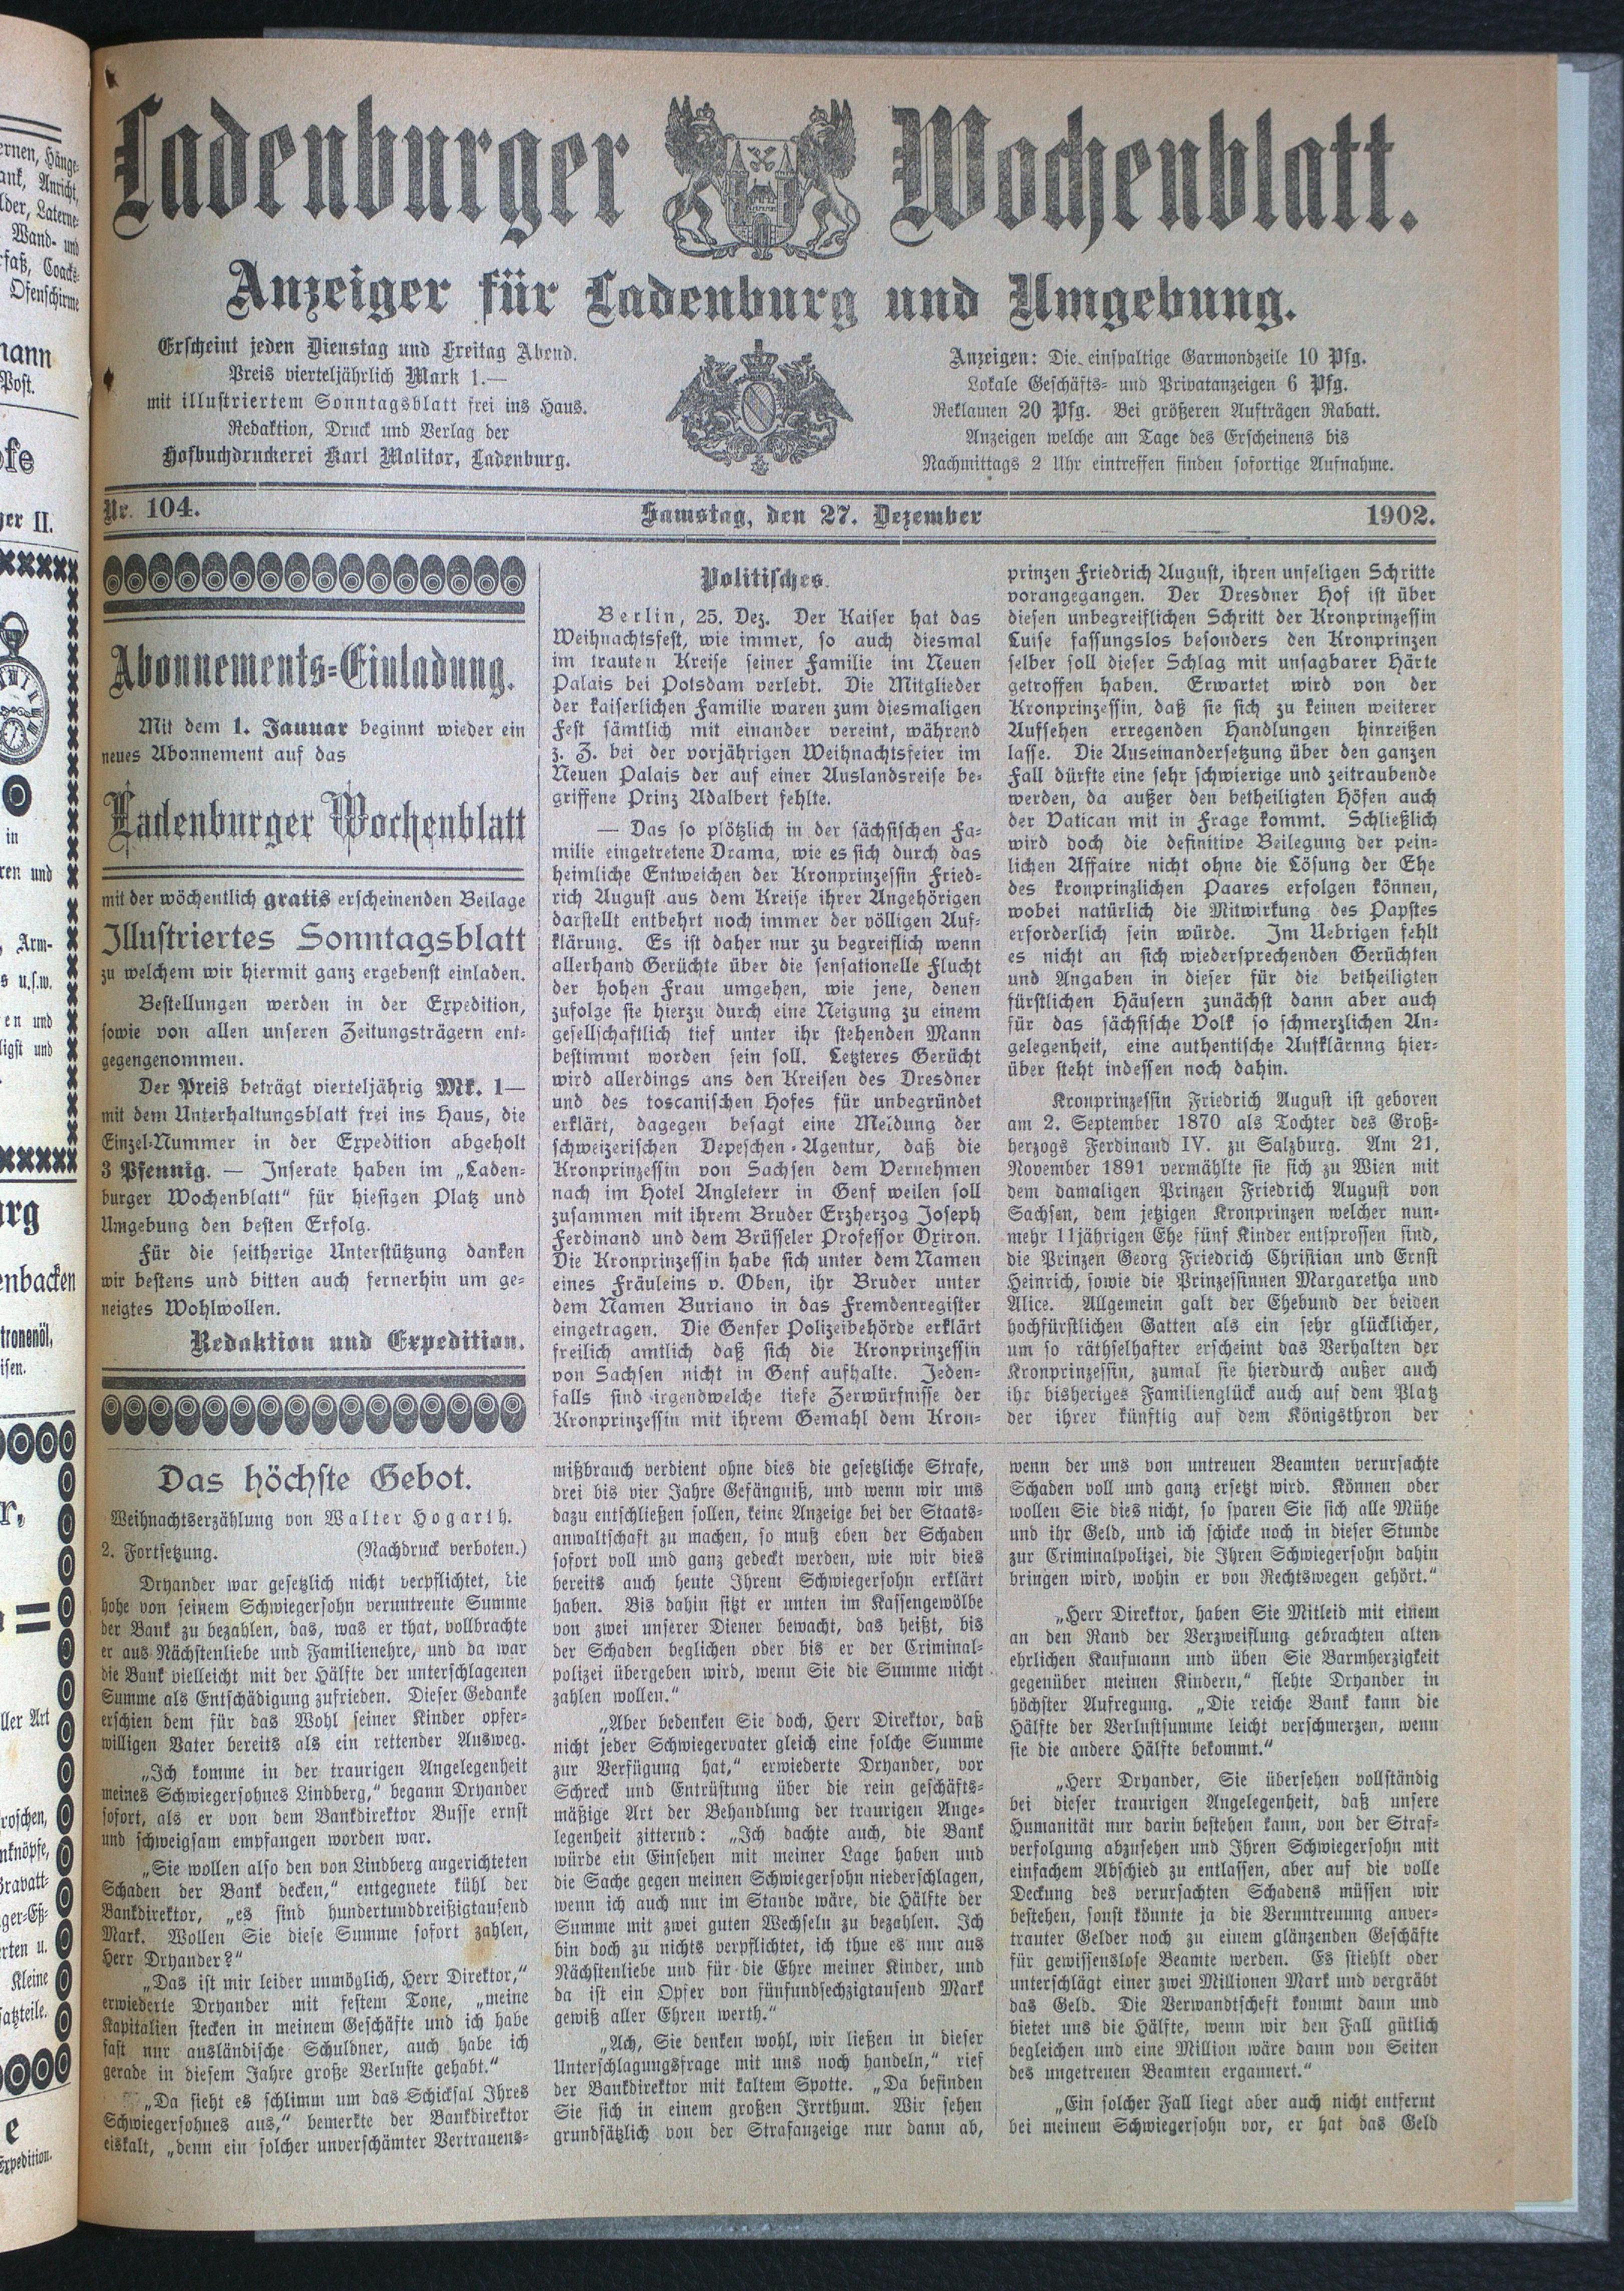 Ladenburger Wochenblatt.
Anzeiger für Ladenburg und Umgebung.
Erscheint jeden Dienstag und Freitag Abend.
Preis vierteljährlich Mark 1.—
mit illustriertem Sonntagsblatt frei ins Haus.
Redaktion, Druck und Verlag der
Hofbuchdruckerei Karl Molitor, Ladenburg.
Anzeigen: Die einspaltige Garmondzeile 10 Pfg.
Lokale Geschäfts- und Privatanzeigen 6 Pfg.
Reklamen 20 Pfg. Bei größeren Aufträgen Rabatt.
Anzeigen welche am Tage des Erscheinens bis
Nachmittags 2 Uhr eintreffen finden sofortige Aufnahme.
Nr. 104. Samstag, den 27. Dezember 1902.
Abonnements-Einladung.
Mit dem 1. Januar beginnt wieder ein
neues Abonnement auf das
Ladenburger Wochenblatt
mit der wöchentlich gratis erscheinenden Beilage
Illustriertes Sonntagsblatt
zu welchem wir hiermit ganz ergebenst einladen.
Bestellungen werden in der Expedition,
sowie von allen unseren Zeitungsträgern ent-
gegengenommen.
Der Preis beträgt vierteljährig Mk. 1—
mit dem Unterhaltungsblatt frei ins Haus, die
Einzel-Nummer in der Expedition abgeholt
3 Pfennig. — Inserate haben im „Laden-
burger Wochenblatt“ für hiesigen Platz und
Umgebung den besten Erfolg.
Für die seitherige Unterstützung danken
wir bestens und bitten auch fernerhin um ge-
neigtes Wohlwollen.
Redaktion und Expedition.
Politisches.
Berlin, 25. Dez. Der Kaiser hat das
Weihnachtsfest, wie immer, so auch diesmal
im trauten Kreise seiner Familie im Neuen
Palais bei Potsdam verlebt. Die Mitglieder
der kaiserlichen Familie waren zum diesmaligen
Fest sämtlich mit einander vereint, während
z. Z. bei der vorjährigen Weihnachtsfeier im
Neuen Palais der auf einer Auslandsreise be-
griffene Prinz Adalbert fehlte.
— Das so plötzlich in der sächsischen Fa-
milie eingetretene Drama, wie es sich durch das
heimliche Entweichen der Kronprinzessin Fried-
rich August aus dem Kreise ihrer Angehörigen
darstellt entbehrt noch immer der völligen Auf-
klärung. Es ist daher nur zu begreiflich wenn
allerhand Gerüchte über die sensationelle Flucht
der hohen Frau umgehen, wie jene, denen
zufolge sie hierzu durch eine Neigung zu einem
gesellschaftlich tief unter ihr stehenden Mann
bestimmt worden sein soll. Letzteres Gerücht
wird allerdings ans den Kreisen des Dresdner
und des toscanischen Hofes für unbegründet
erklärt, dagegen besagt eine Meldung der
schweizerischen Depeschen-Agentur, daß die
Kronprinzessin von Sachsen dem Vernehmen
nach im Hotel Angleterr in Genf weilen soll
zusammen mit ihrem Bruder Erzherzog Joseph
Ferdinand und dem Brüsseler Professor Oxiron.
Die Kronprinzessin habe sich unter dem Namen
eines Fräuleins v. Oben, ihr Bruder unter
dem Namen Buriano in das Fremdenregister
eingetragen. Die Genfer Polizeibehörde erklärt
freilich amtlich daß sich die Kronprinzessin
von Sachsen nicht in Genf aufhalte. Jeden-
falls sind irgendwelche tiefe Zerwürfnisse der
Kronprinzessin mit ihrem Gemahl dem Kron-
prinzen Friedrich August, ihren unseligen Schritte
vorangegangen. Der Dresdner Hof ist über
diesen unbegreiflichen Schritt der Kronprinzessin
Luise fassungslos besonders den Kronprinzen
selber soll dieser Schlag mit unsagbarer Härte
getroffen haben. Erwartet wird von der
Kronprinzessin, daß sie sich zu keinen weiterer
Aufsehen erregenden Handlungen hinreißen
lasse. Die Auseinandersetzung über den ganzen
Fall dürfte eine sehr schwierige und zeitraubende
werden, da außer den betheiligten Höfen auch
der Vatican mit in Frage kommt. Schließlich
wird doch die definitive Beilegung der pein-
lichen Affaire nicht ohne die Lösung der Ehe
des kronprinzlichen Paares erfolgen können,
wobei natürlich die Mitwirkung des Papstes
erforderlich sein würde. Im Uebrigen fehlt
es nicht an sich wiedersprechenden Gerüchten
und Angaben in dieser für die betheiligten
fürstlichen Häusern zunächst dann aber auch
für das sächsische Volk so schmerzlichen An-
gelegenheit, eine authentische Aufklärnng hier-
über steht indessen noch dahin.
Kronprinzessin Friedrich August ist geboren
am 2. September 1870 als Tochter des Groß-
herzogs Ferdinand IV. zu Salzburg. Am 21.
November 1891 vermählte sie sich zu Wien mit
dem damaligen Prinzen Friedrich August von
Sachsen, dem jetzigen Kronprinzen welcher nun-
mehr 11jährigen Ehe fünf Kinder entsprossen sind,
die Prinzen Georg Friedrich Christian und Ernst
Heinrich, sowie die Prinzessinnen Margaretha und
Alice. Allgemein galt der Ehebund der beiden
hochfürstlichen Gatten als ein sehr glücklicher,
um so räthselhafter erscheint das Verhalten der
Kronprinzessin, zumal sie hierdurch außer auch
ihr bisheriges Familienglück auch auf dem Platz
der ihrer künftig auf dem Königsthron der
Das höchste Gebot.
Weihnachtserzählung von Walter Hogarth.
2. Fortsetzung. (Nachdruck verboten.)
Dryander war gesetzlich nicht verpflichtet, die
hohe von seinem Schwiegersohn veruntreute Summe
der Bank zu bezahlen, das, was er that, vollbrachte
er aus Nächstenliebe und Familienehre, und da war
die Bank vielleicht mit der Hälfte der unterschlagenen
Summe als Entschädigung zufrieden. Dieser Gedanke
erschien dem für das Wohl seiner Kinder opfer-
willigen Vater bereits als ein rettender Ausweg.
„Ich komme in der traurigen Angelegenheit
meines Schwiegersohnes Lindberg,“ begann Dryander
sofort, als er von dem Bankdirektor Busse ernst
und schweigsam empfangen worden war.
„Sie wollen also den von Lindberg angerichteten
Schaden der Bank decken,“ entgegnete kühl der
Bankdirektor, „es sind hundertunddreißigtausend
Mark. Wollen Sie diese Summe sofort zahlen,
Herr Dryander?“
„Das ist mir leider unmöglich, Herr Direktor,“
erwiederte Dryander mit festem Tone, „meine
Kapitalien stecken in meinem Geschäfte und ich habe
fast nur ausländische Schuldner, auch habe ich
gerade in diesem Jahre große Verluste gehabt.“
„Da sieht es schlimm um das Schicksal Ihres
Schwiegersohnes aus,“ bemerkte der Bankdirektor
eiskalt, „denn ein solcher unverschämter Vertrauens-
mißbrauch verdient ohne dies die gesetzliche Strafe,
drei bis vier Jahre Gefängniß, und wenn wir uns
dazu entschließen sollen, keine Anzeige bei der Staats-
anwaltschaft zu machen, so muß eben der Schaden
sofort voll und ganz gedeckt werden, wie wir dies
bereits auch heute Ihrem Schwiegersohn erklärt
haben. Bis dahin sitzt er unten im Kassengewölbe
von zwei unserer Diener bewacht, das heißt, bis
der Schaden beglichen oder bis er der Criminal-
polizei übergeben wird, wenn Sie die Summe nicht
zahlen wollen.“
„Aber bedenken Sie doch, Herr Direktor, daß
nicht jeder Schwiegervater gleich eine solche Summe
zur Verfügung hat,“ erwiederte Dryander, vor
Schreck und Entrüstung über die rein geschäfts-
mäßige Art der Behandlung der traurigen Ange-
legenheit zitternd: „Ich dachte auch, die Bank
würde ein Einsehen mit meiner Lage haben und
die Sache gegen meinen Schwiegersohn niederschlagen,
wenn ich auch nur im Stande wäre, die Hälfte der
Summe mit zwei guten Wechseln zu bezahlen. Ich
bin doch zu nichts verpflichtet, ich thue es nur aus
Nächstenliebe und für die Ehre meiner Kinder, und
da ist ein Opfer von fünfundsechzigtausend Mark
gewiß aller Ehren werth.“
„Ach, Sie denken wohl, wir ließen in dieser
Unterschlagungsfrage mit uns noch handeln,“ rief
der Bankdirektor mit kaltem Spotte. „Da befinden
Sie sich in einem großen Irrthum. Wir sehen
grundsätzlich von der Strafanzeige nur dann ab,
wenn der uns von untreuen Beamten verursachte
Schaden voll und ganz ersetzt wird. Können oder
wollen Sie dies nicht, so sparen Sie sich alle Mühe
und ihr Geld, und ich schicke noch in dieser Stunde
zur Criminalpolizei, die Ihren Schwiegersohn dahin
bringen wird, wohin er von Rechtswegen gehört.“
„Herr Direktor, haben Sie Mitleid mit einem
an den Rand der Verzweiflung gebrachten alten
ehrlichen Kaufmann und üben Sie Barmherzigkeit
gegenüber meinen Kindern,“ flehte Dryander in
höchster Aufregung. „Die reiche Bank kann die
Hälfte der Verlustsumme leicht verschmerzen, wenn
sie die andere Hälfte bekommt.“
„Herr Dryander, Sie übersehen vollständig
bei dieser traurigen Angelegenheit, daß unsere
Humanität nur darin bestehen kann, von der Straf-
verfolgung abzusehen und Ihren Schwiegersohn mit
einfachem Abschied zu entlassen, aber auf die volle
Deckung des verursachten Schadens müssen wir
bestehen, sonst könnte ja die Veruntreuung anver-
trauter Gelder noch zu einem glänzenden Geschäfte
für gewissenslose Beamte werden. Es stiehlt oder
unterschlägt einer zwei Millionen Mark und vergräbt
das Geld. Die Verwandtscheft kommt dann und
bietet uns die Hälfte, wenn wir den Fall gütlich
begleichen und eine Million wäre dann von Seiten
des ungetreuen Beamten ergannert.“
„Ein solcher Fall liegt aber auch nicht entfernt
bei meinem Schwiegersohn vor, er hat das Geld